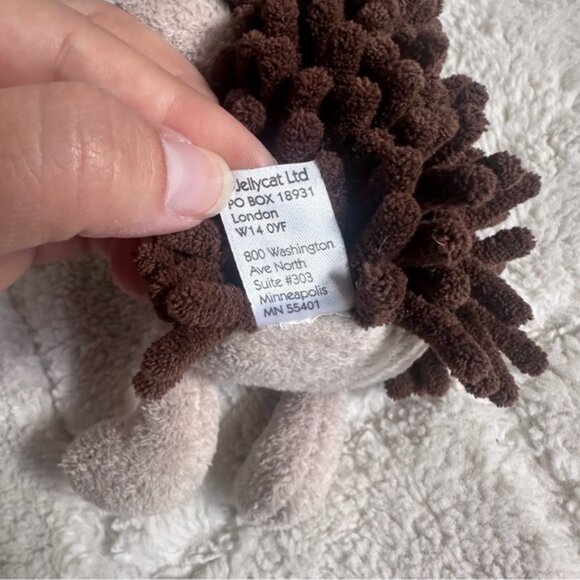 Jellycat Ltd
PO BOX 18931
London
W14 0YF
800 Washington
Ave North
Suite #303
Minneapolis
MN 55401